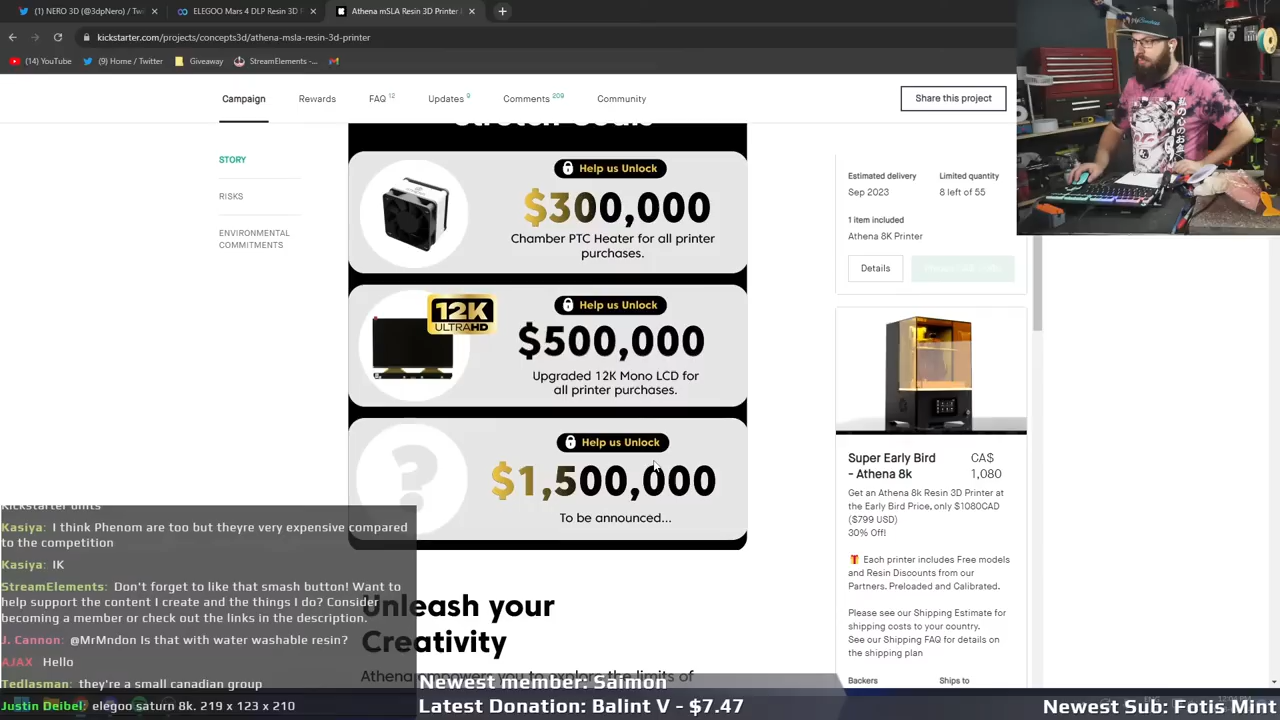 (1) NERO 3D (@3dpNero) / Tw
ELEGOO Mars 4 DLP Resin 3D F
Athena mSLA Resin 3D Printer
kickstarter.com/projects/concepts3d/athena-msla-resin-3d-printer
(14) YouTube
(9) Home / Twitter
Giveaway
StreamElements -...
Campaign
Rewards
FAQ 12
Updates 9
Comments 209
Community
Share this project
STORY
RISKS
ENVIRONMENTAL
COMMITMENTS
Stretch Goals
Help us Unlock
$300,000
Chamber PTC Heater for all printer
purchases.
12K
ULTRAHD
Help us Unlock
$500,000
Upgraded 12K Mono LCD for
all printer purchases.
?
Help us Unlock
$1,500,000
To be announced...
Unleash your
Creativity
Athena empowers you to explore the limits of
Estimated delivery
Sep 2023
Limited quantity
8 left of 55
1 item included
Athena 8K Printer
Details
Super Early Bird
- Athena 8k
CA$
1,080
Get an Athena 8k Resin 3D Printer at
the Early Bird Price, only $1080CAD
($799 USD)
30% Off!
Each printer includes Free models
and Resin Discounts from our
Partners. Preloaded and Calibrated.
Please see our Shipping Estimate for
shipping costs to your country.
See our Shipping FAQ for details on
the shipping plan
Backers
Ships to
Kickstarter units
Kasiya: I think Phenom are too but theyre very expensive compared
to the competition
Kasiya: IK
StreamElements: Don't forget to like that smash button! Want to
help support the content I create and the things I do? Consider
becoming a member or check out the links in the description.
J. Cannon: @MrMndon Is that with water washable resin?
AJAX Hello
Tedlasman: they're a small canadian group
Justin Deibel: elegoo saturn 8k. 219 x 123 x 210
Newest member: Saimon
Latest Donation: Balint V - $7.47
Newest Sub: Fotis Mint